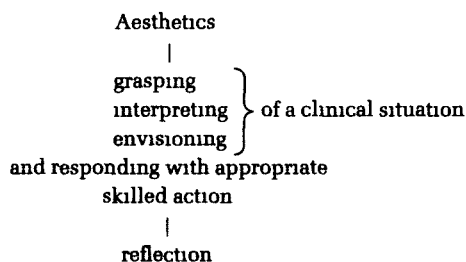 Aesthetics
grasping
interpreting
envisioning
of a clinical situation
and responding with appropriate
skilled action
reflection